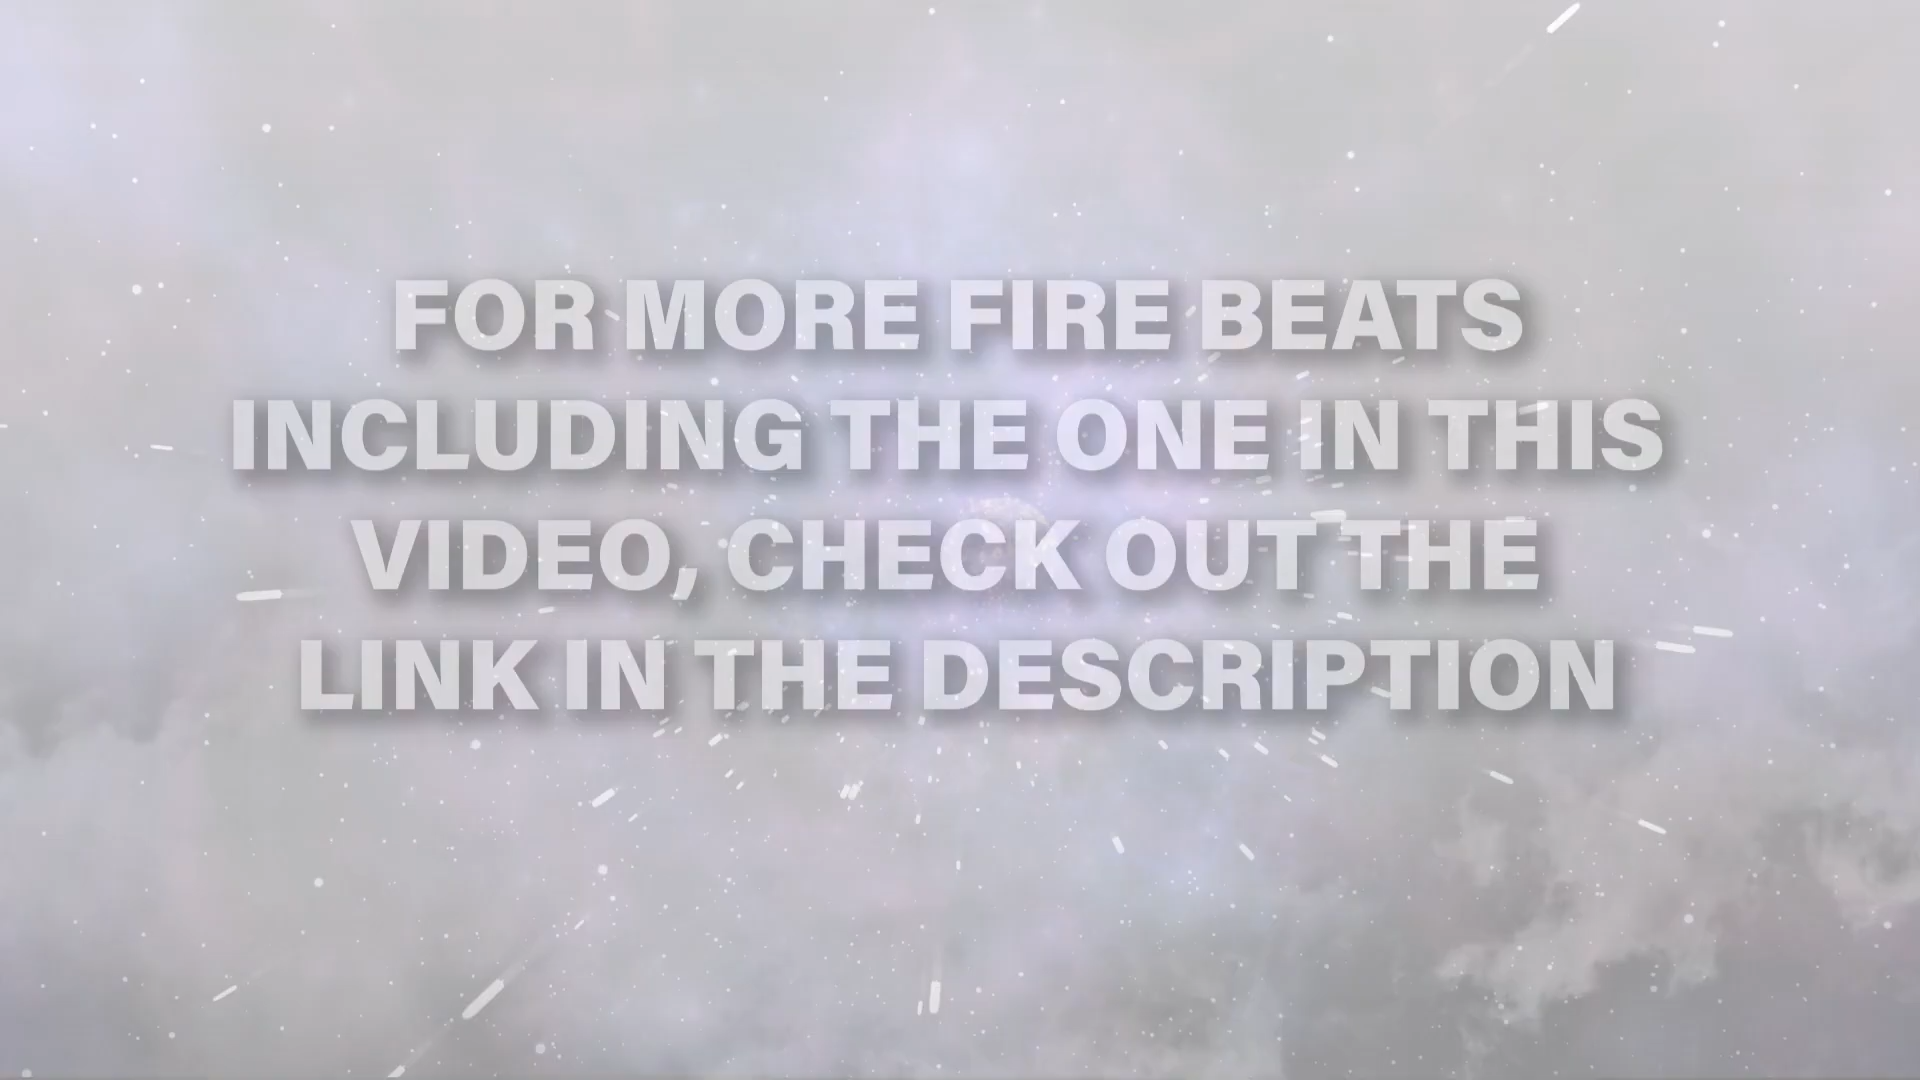 FOR MORE FIRE BEATS
INCLUDING THE ONE IN THIS
VIDEO, CHECK OUT THE
LINK IN THE DESCRIPTION